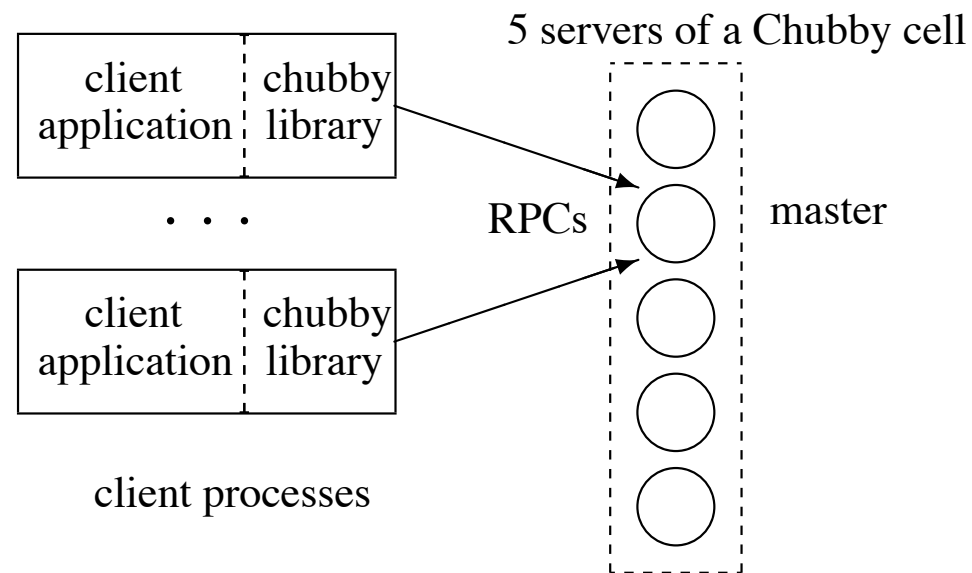 5 servers of a Chubby cell
client
application
chubby
library
. . .
RPCs
master
client
application
chubby
library
client processes